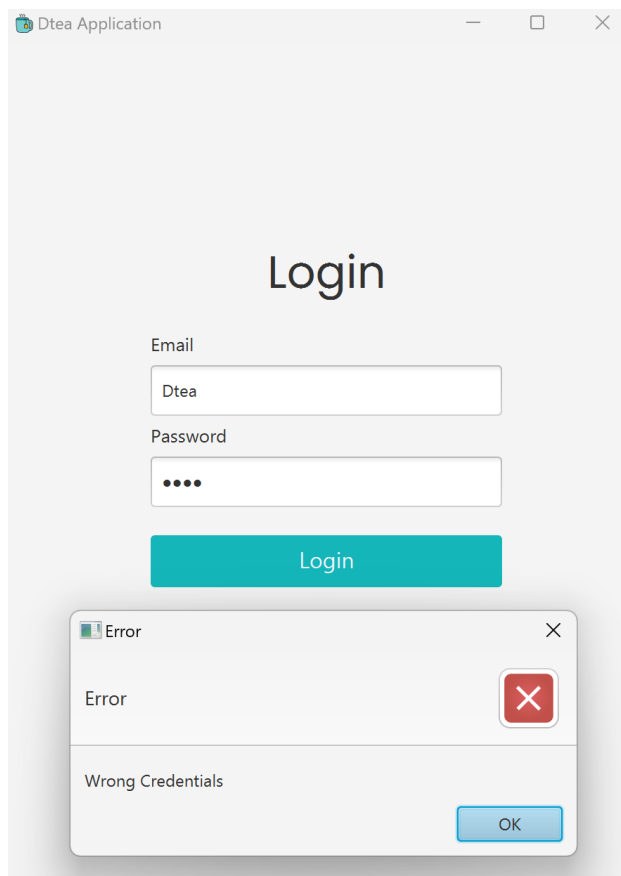 Dtea Application
Login
Email
Dtea
Password
••••
Login
Error
Error
Wrong Credentials
OK